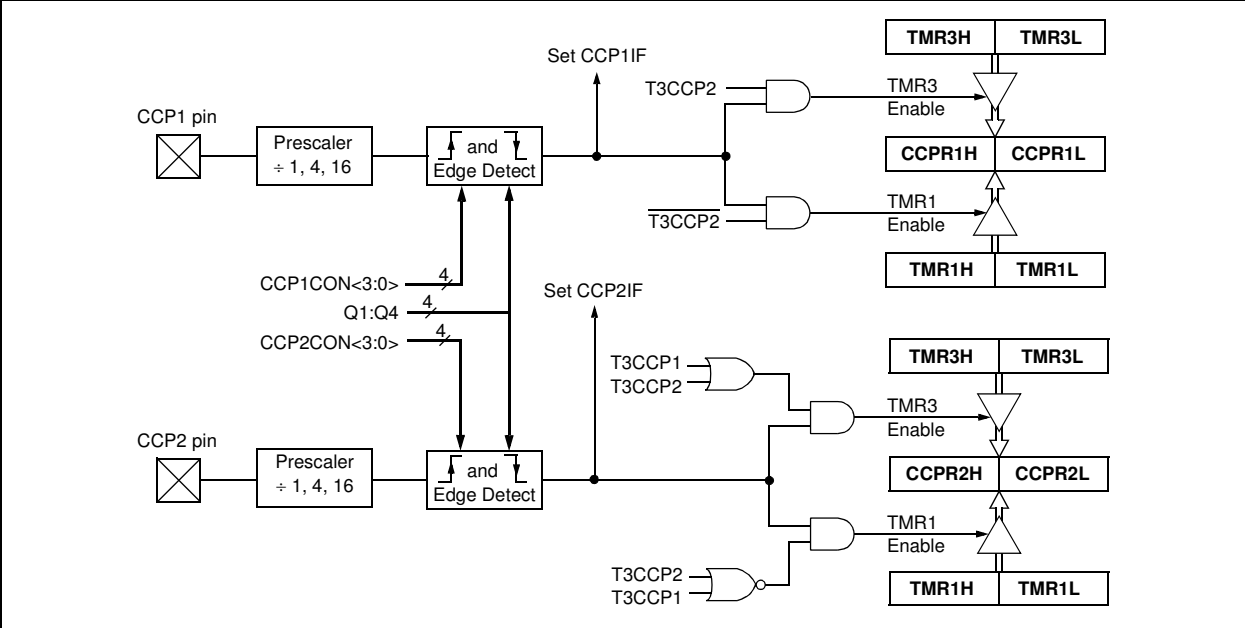 TMR3H TMR3L
Set CCP1IF
T3CCP2
TMR3
Enable
CCP1 pin
Prescaler
÷ 1, 4, 16
and
Edge Detect
CCPR1H CCPR1L
T3CCP2
TMR1
Enable
TMR1H TMR1L
CCP1CON<3:0> 4
Q1:Q4 4
CCP2CON<3:0> 4
Set CCP2IF
TMR3H TMR3L
T3CCP1
T3CCP2
TMR3
Enable
CCP2 pin
Prescaler
÷ 1, 4, 16
and
Edge Detect
CCPR2H CCPR2L
TMR1
Enable
T3CCP2
T3CCP1
TMR1H TMR1L